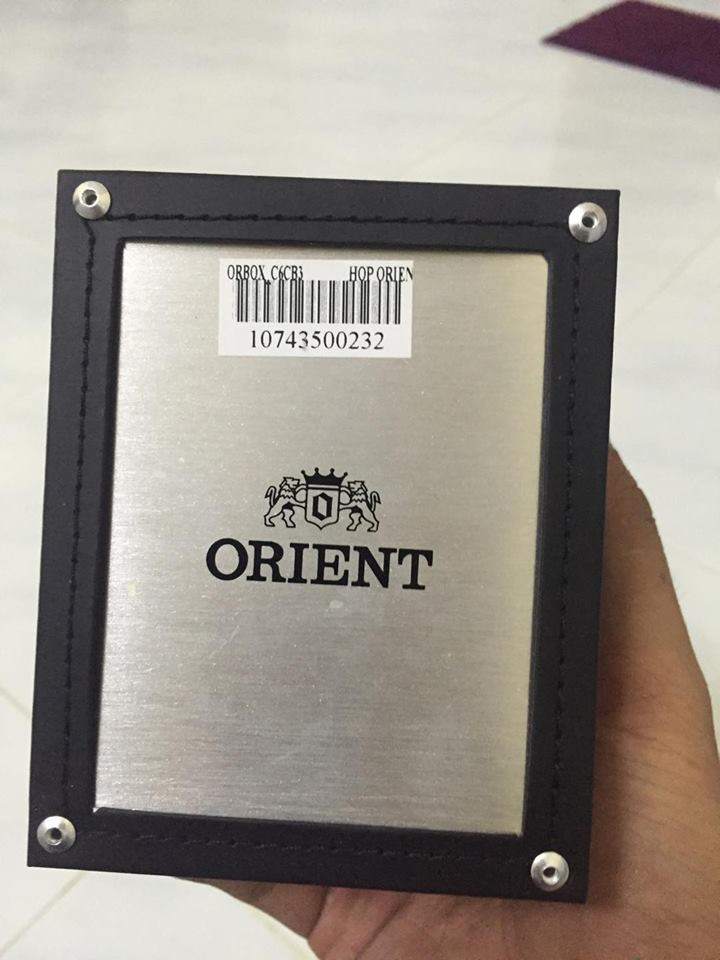 ORBOX_C6CB3 HOP ORIEN
10743500232
O
ORIENT